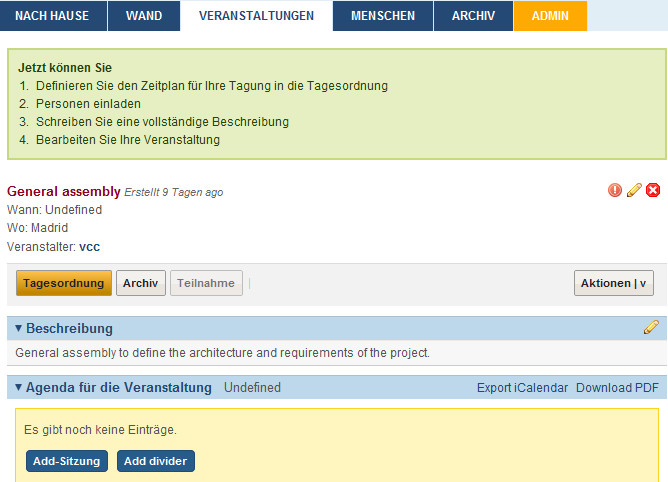 NACH HAUSE WAND VERANSTALTUNGEN MENSCHEN ARCHIV ADMIN
Jetzt können Sie
1. Definieren Sie den Zeitplan für Ihre Tagung in die Tagesordnung
2. Personen einladen
3. Schreiben Sie eine vollständige Beschreibung
4. Bearbeiten Sie Ihre Veranstaltung
General assembly Erstellt 9 Tagen ago
Wann: Undefined
Wo: Madrid
Veranstalter: vcc
Tagesordnung Archiv Teilnahme | Aktionen | v
Beschreibung
General assembly to define the architecture and requirements of the project.
Agenda für die Veranstaltung Undefined Export iCalendar Download PDF
Es gibt noch keine Einträge.
Add-Sitzung Add divider